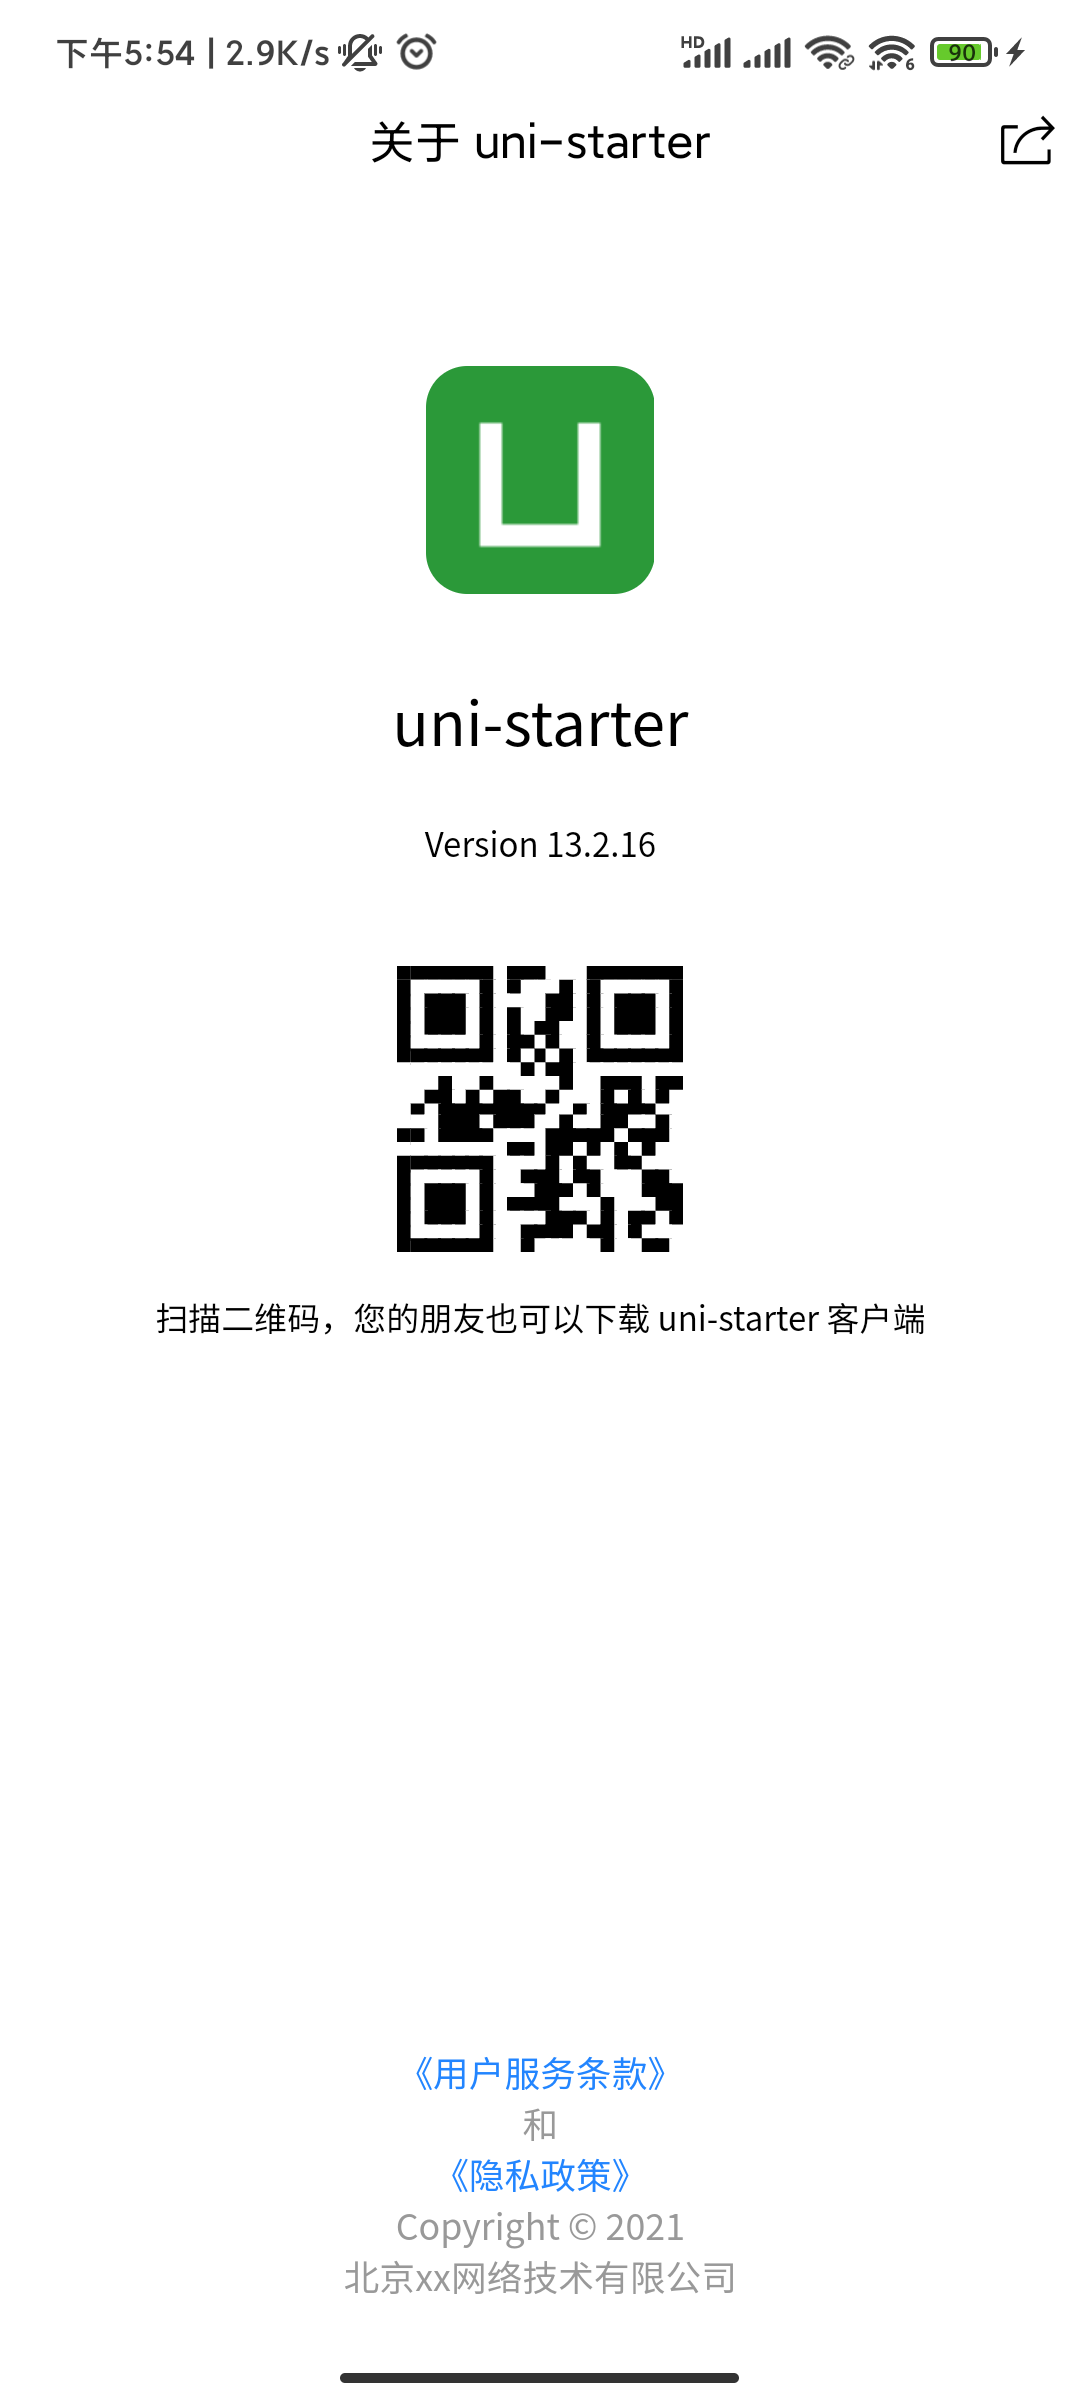 下午5:54 | 2.9K/s
HD
6
90
关于 uni-starter
uni-starter
Version 13.2.16
扫描二维码，您的朋友也可以下载 uni-starter 客户端
《用户服务条款》
和
《隐私政策》
Copyright © 2021
北京xx网络技术有限公司